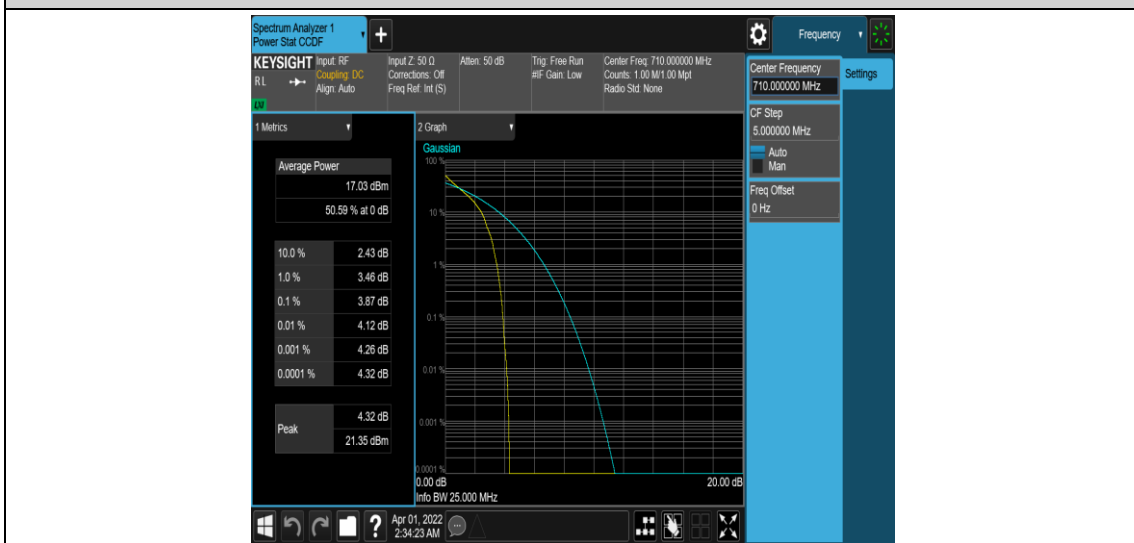 Spectrum Analyzer 1
Power Stat CCDF
+
Frequency
KEYSIGHT Input: RF
RL Coupling: DC
Align: Auto
Input Z: 50 Ω
Corrections: Off
Freq Ref: Int (S)
Atten: 50 dB
Trig: Free Run
#IF Gain: Low
Center Freq: 710.000000 MHz
Counts: 1.00 M/1.00 Mpt
Radio Std: None
Center Frequency
710.000000 MHz
Settings
CF Step
5.000000 MHz
Auto
Man
Freq Offset
0 Hz
1 Metrics
2 Graph
Average Power
17.03 dBm
50.59 % at 0 dB
10.0 % 2.43 dB
1.0 % 3.46 dB
0.1 % 3.87 dB
0.01 % 4.12 dB
0.001 % 4.26 dB
0.0001 % 4.32 dB
Peak 4.32 dB
21.35 dBm
Gaussian
100 %
10 %
1 %
0.1 %
0.01 %
0.001 %
0.0001 %
0.00 dB 20.00 dB
Info BW 25.000 MHz
? Apr 01, 2022
2:34:23 AM